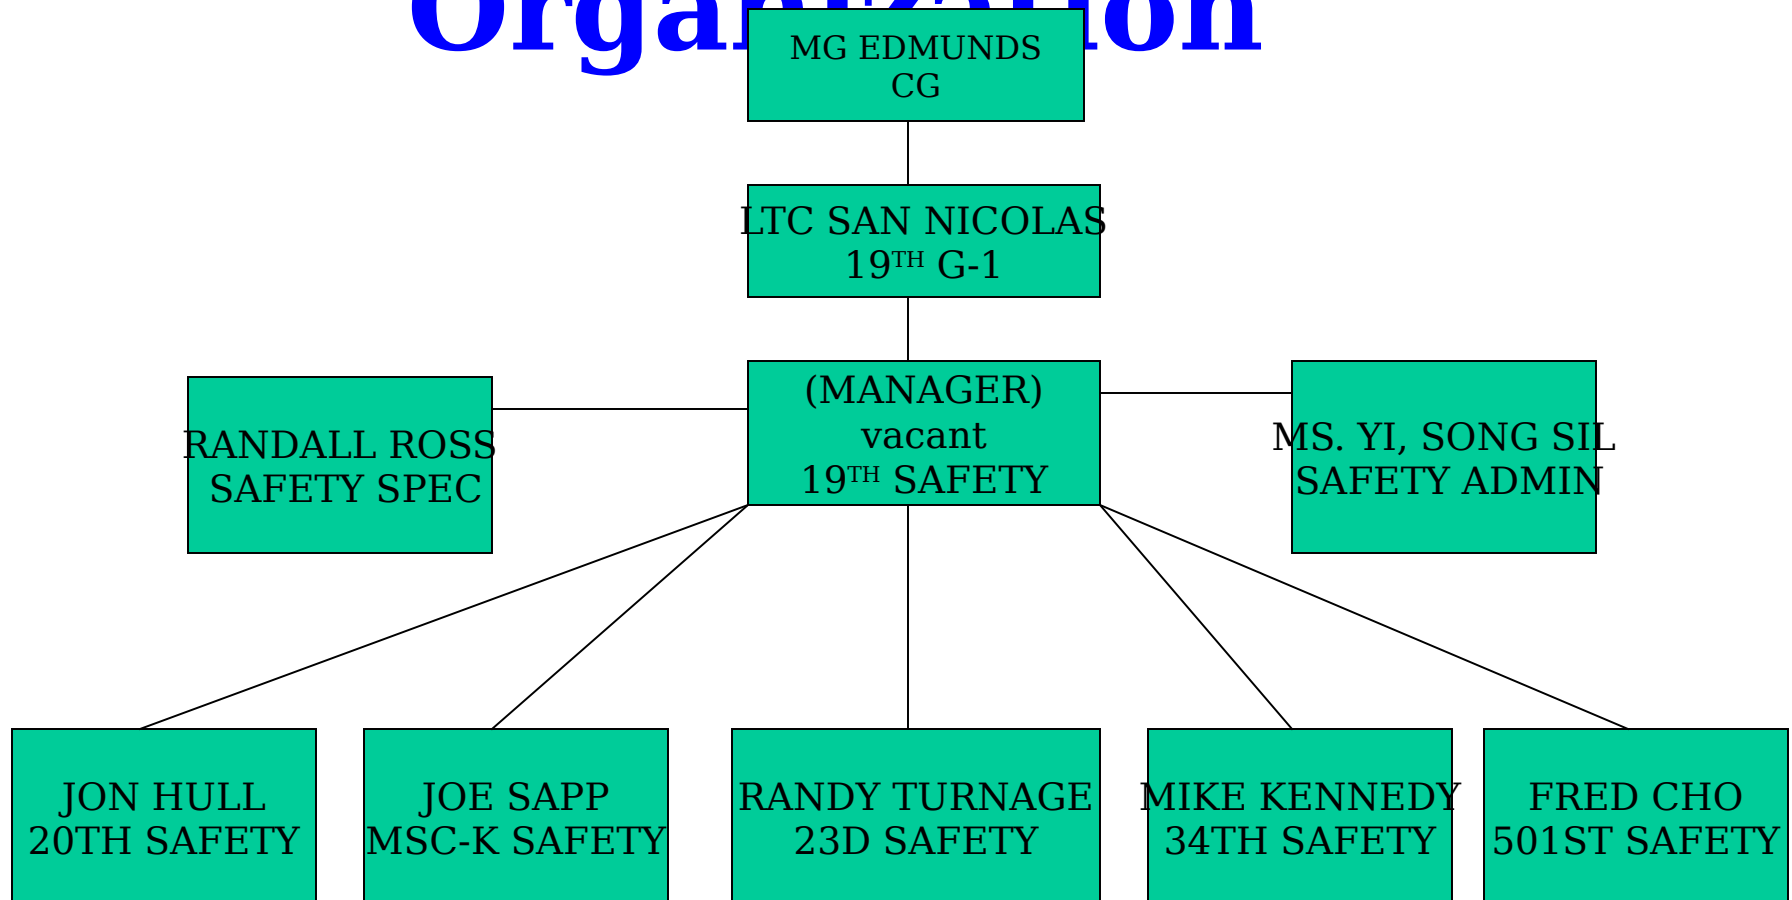 Organization
MG EDMUNDS
CG
LTC SAN NICOLAS
19TH G-1
(MANAGER)
vacant
19TH SAFETY
RANDALL ROSS
SAFETY SPEC
MS. YI, SONG SIL
SAFETY ADMIN
JON HULL
20TH SAFETY
JOE SAPP
MSC-K SAFETY
RANDY TURNAGE
23D SAFETY
MIKE KENNEDY
34TH SAFETY
FRED CHO
501ST SAFETY